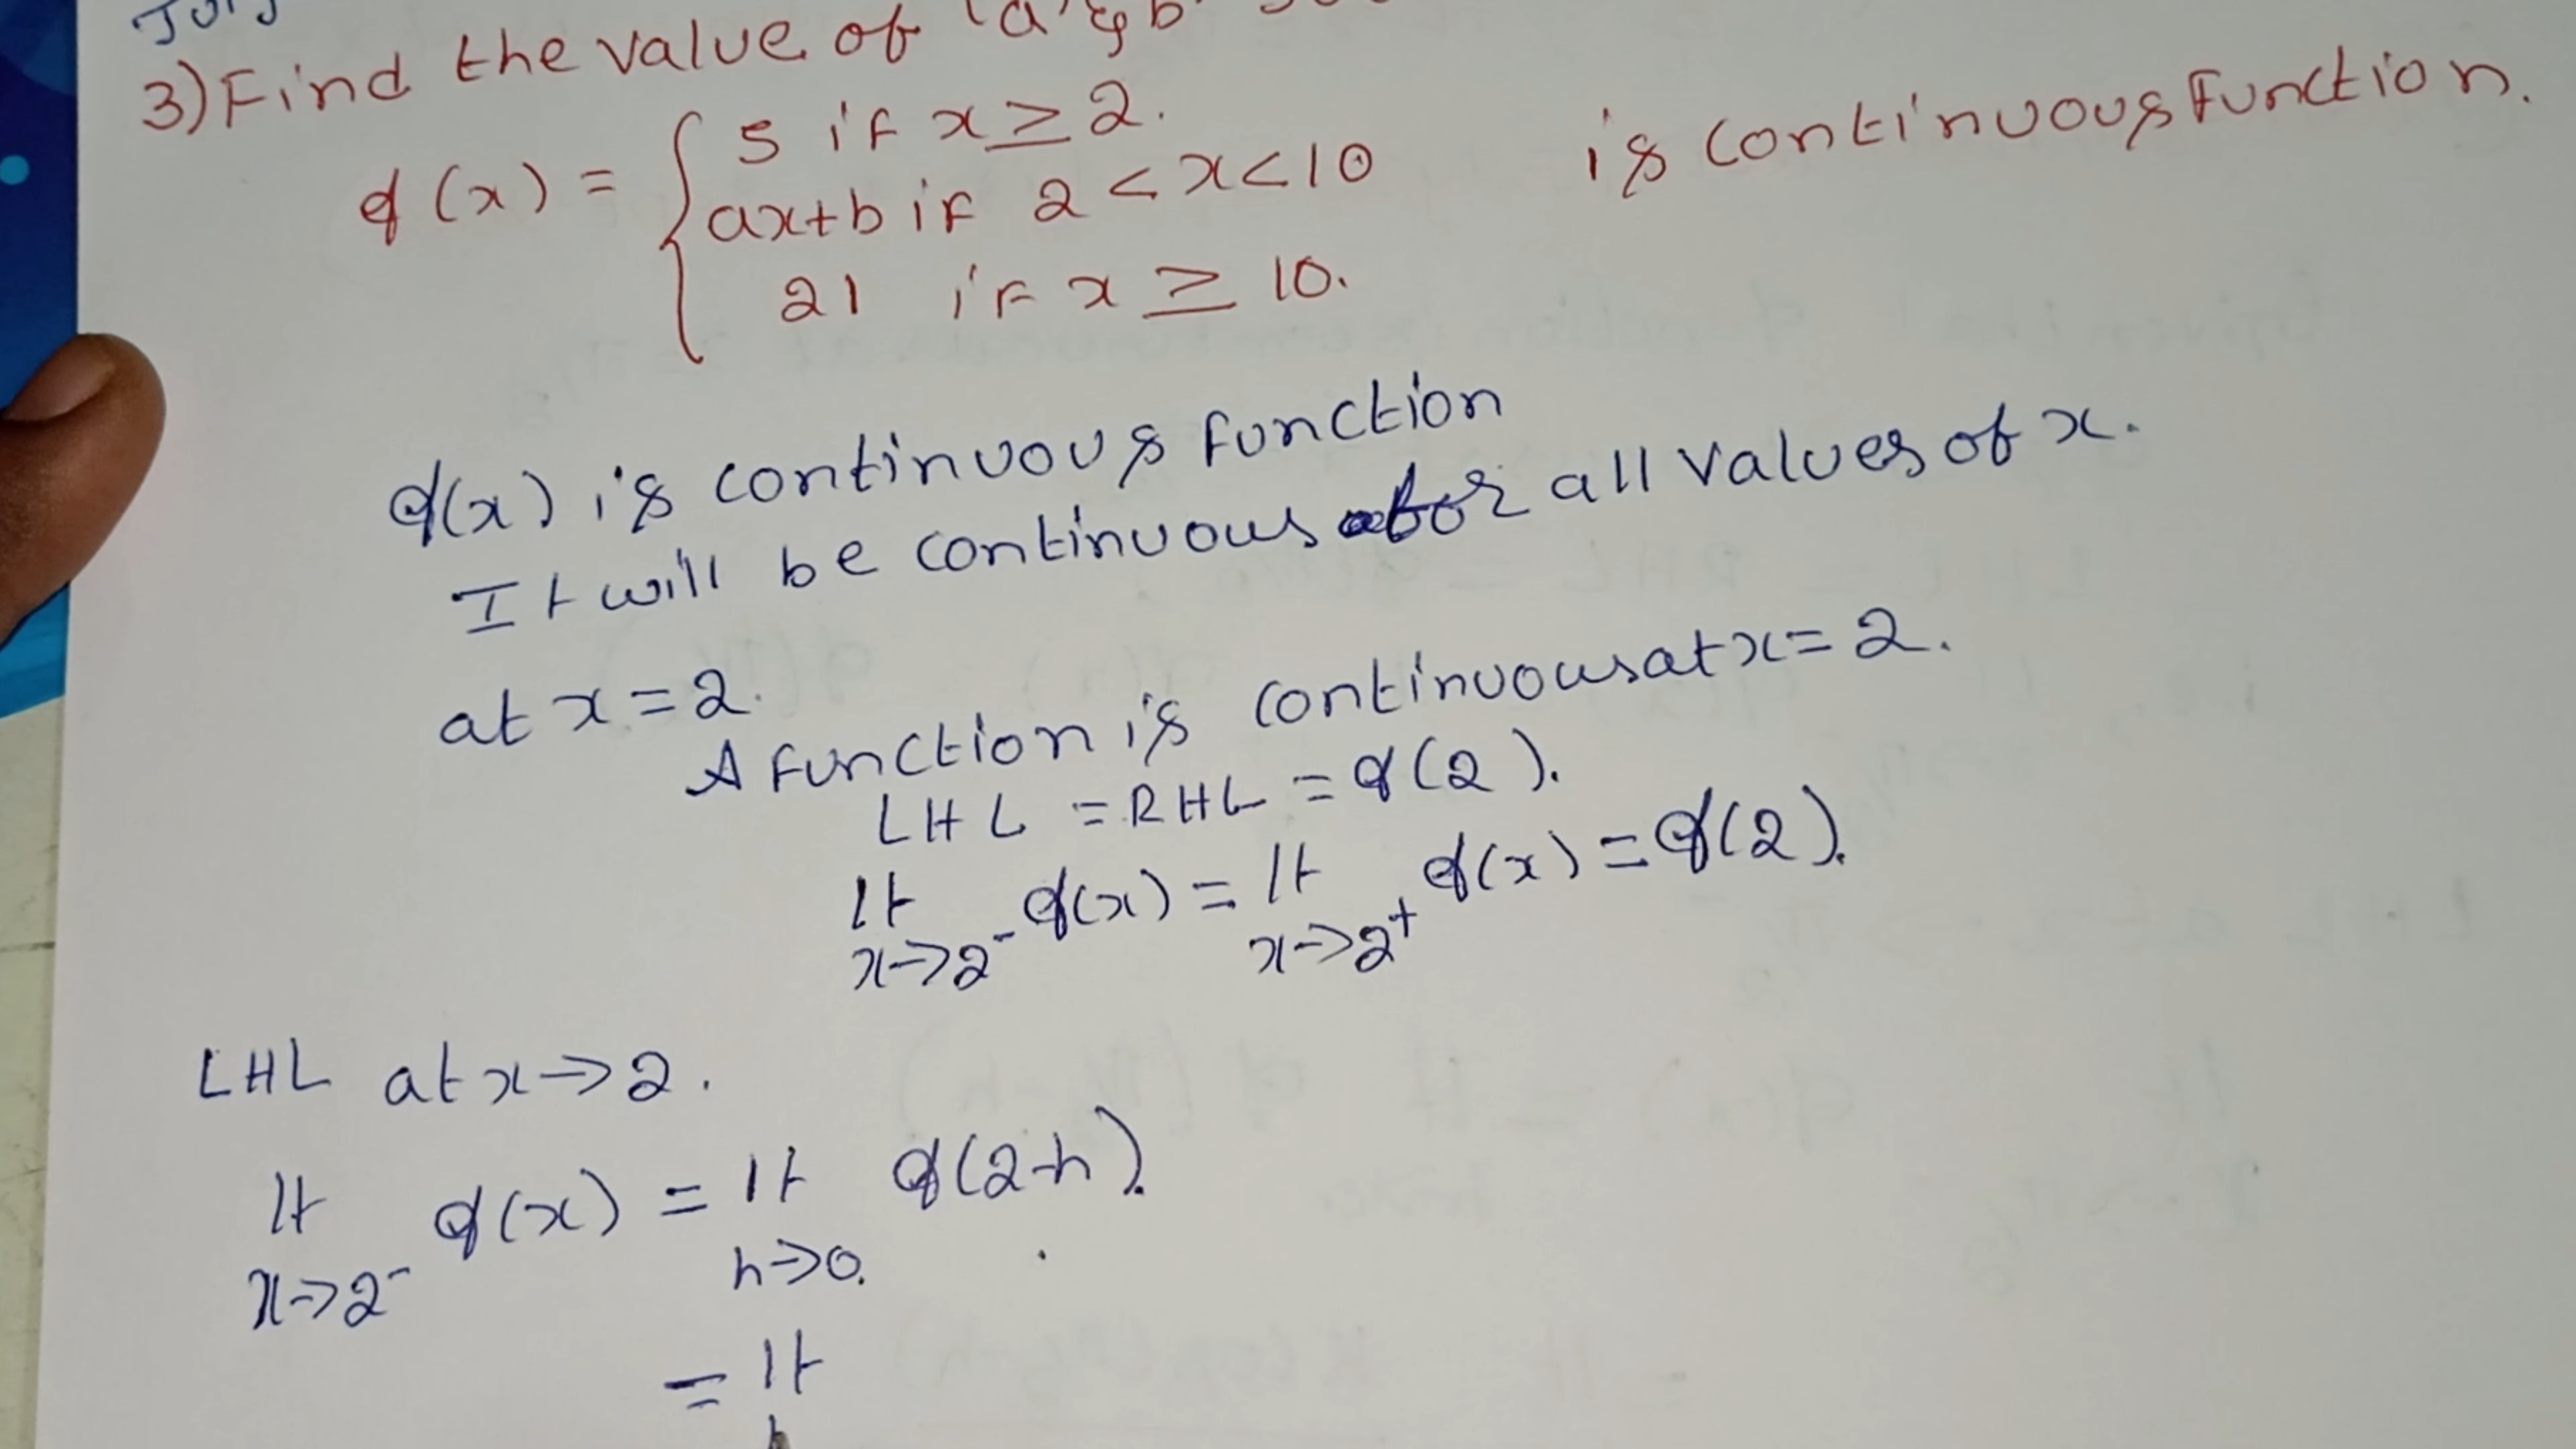 3) Find the value of 'a' & b
f(x) = { 5 if x ≥ 2.
ax+b if 2 < x < 10 is continuous function.
21 if x ≥ 10.
f(x) is continuous function
It will be continuous for all values of x.
at x = 2.
A function is continuous at x = 2.
LHL = RHL = f(2).
lt x→2⁻ f(x) = lt x→2⁺ f(x) = f(2).
LHL at x→2.
lt x→2⁻ f(x) = lt h→0. f(2-h).
= lt